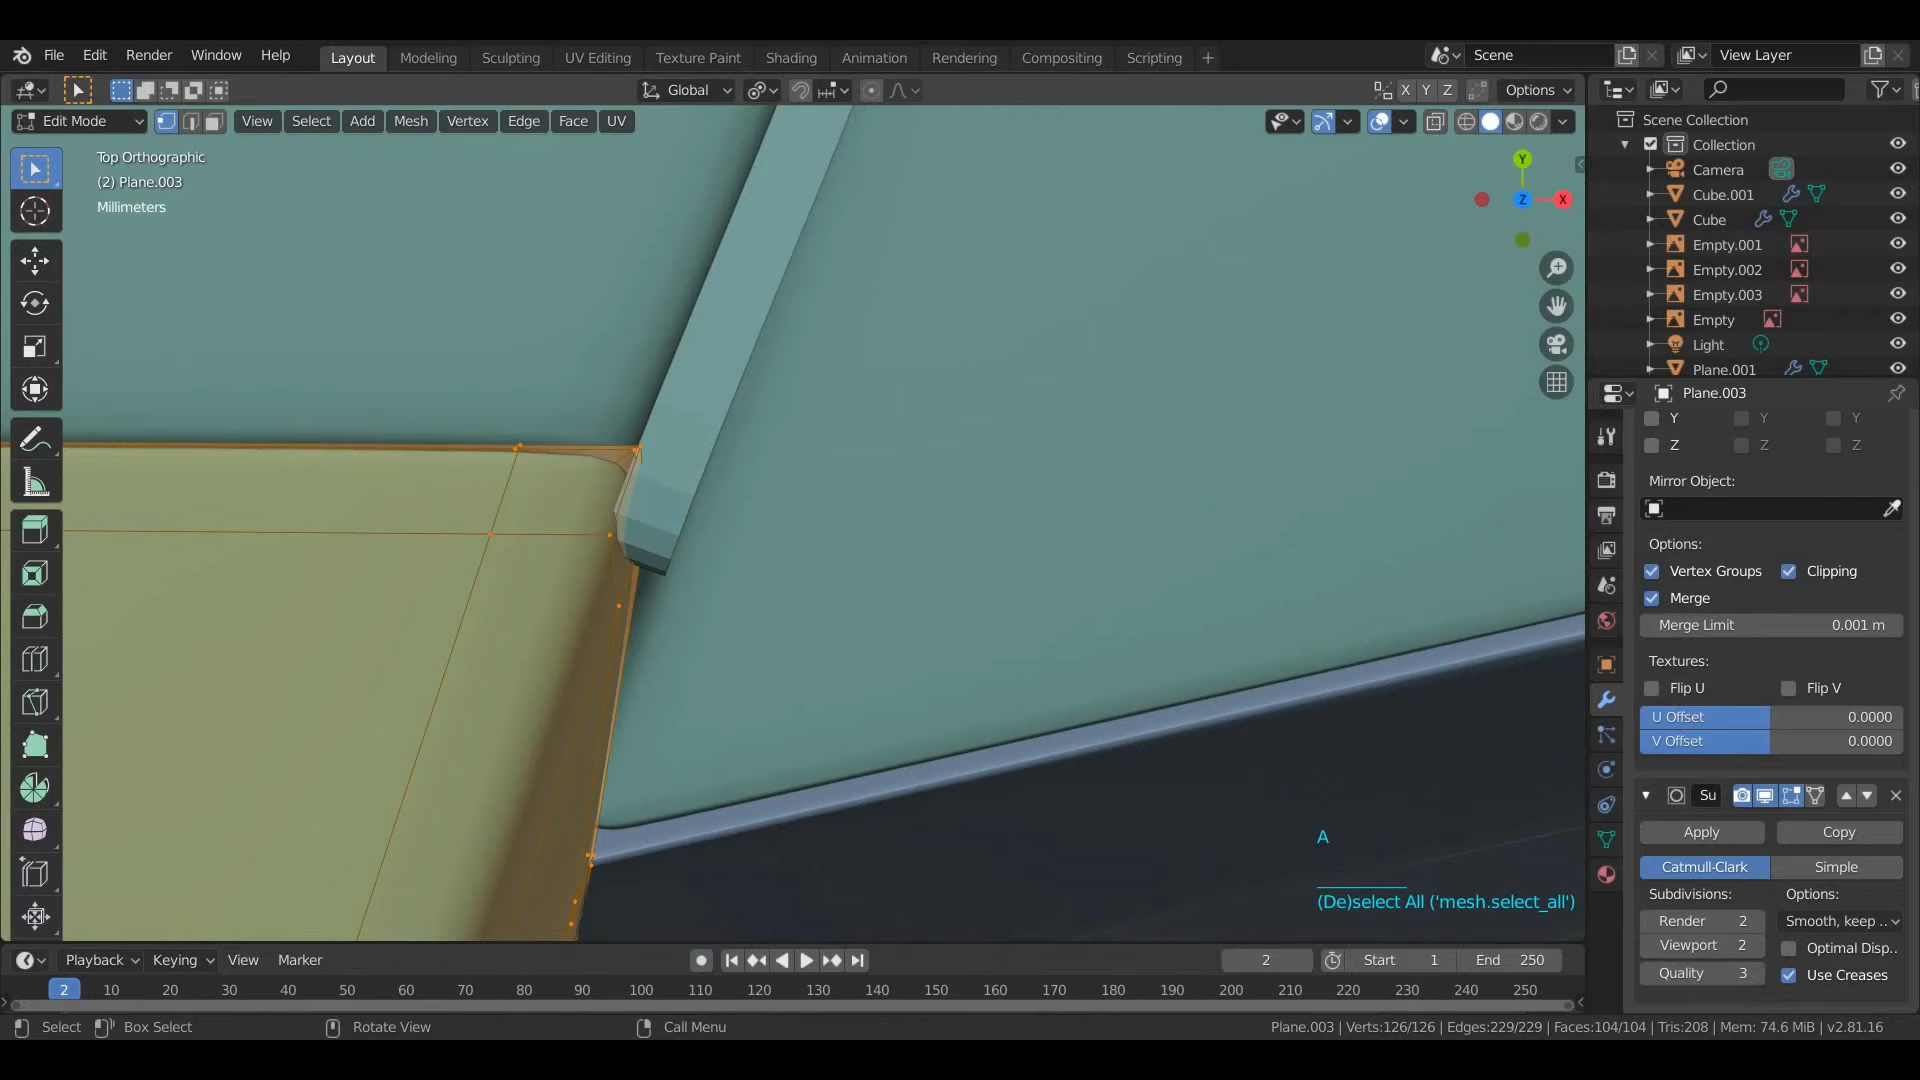 File Edit Render Window Help Layout Modeling Sculpting UV Editing Texture Paint Shading Animation Rendering Compositing Scripting + Scene View Layer
Global X Y Z Options
Edit Mode View Select Add Mesh Vertex Edge Face UV
Top Orthographic
(2) Plane.003
Millimeters
Y
Z
X
Scene Collection
Collection
Camera
Cube.001
Cube
Empty.001
Empty.002
Empty.003
Empty
Light
Plane.001
Plane.003
Y Y Y
Z Z Z
Mirror Object:
Options:
Vertex Groups Clipping
Merge
Merge Limit 0.001 m
Textures:
Flip U Flip V
U Offset 0.0000
V Offset 0.0000
Su
Apply Copy
Catmull-Clark Simple
Subdivisions: Options:
Render 2 Smooth, keep ..
Viewport 2 Optimal Disp..
Quality 3 Use Creases
A
(De)select All ('mesh.select_all')
Playback Keying View Marker 2 Start 1 End 250
2 10 20 30 40 50 60 70 80 90 100 110 120 130 140 150 160 170 180 190 200 210 220 230 240 250
Select Box Select Rotate View Call Menu Plane.003 | Verts:126/126 | Edges:229/229 | Faces:104/104 | Tris:208 | Mem: 74.6 MiB | v2.81.16